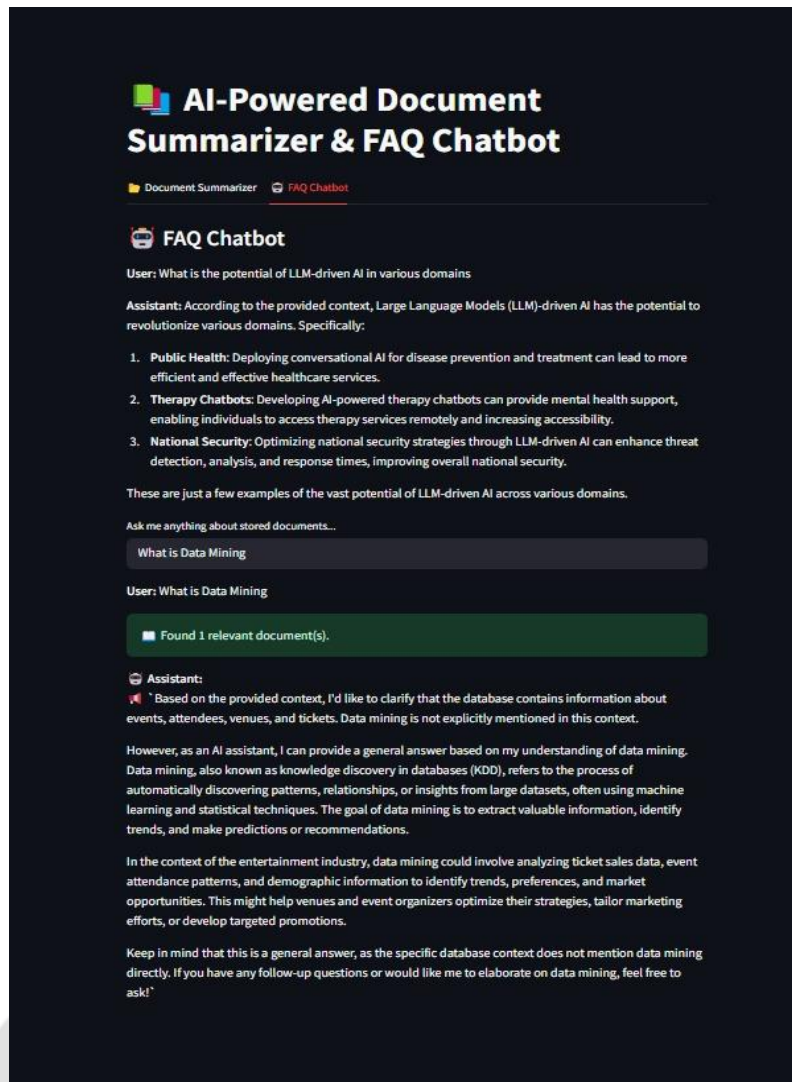 AI-Powered Document
Summarizer & FAQ Chatbot
Document Summarizer FAQ Chatbot
FAQ Chatbot
User: What is the potential of LLM-driven AI in various domains
Assistant: According to the provided context, Large Language Models (LLM)-driven AI has the potential to
revolutionize various domains. Specifically:
1. Public Health: Deploying conversational AI for disease prevention and treatment can lead to more
efficient and effective healthcare services.
2. Therapy Chatbots: Developing AI-powered therapy chatbots can provide mental health support,
enabling individuals to access therapy services remotely and increasing accessibility.
3. National Security: Optimizing national security strategies through LLM-driven AI can enhance threat
detection, analysis, and response times, improving overall national security.
These are just a few examples of the vast potential of LLM-driven AI across various domains.
Ask me anything about stored documents...
What is Data Mining
User: What is Data Mining
Found 1 relevant document(s).
Assistant:
`Based on the provided context, I'd like to clarify that the database contains information about
events, attendees, venues, and tickets. Data mining is not explicitly mentioned in this context.
However, as an AI assistant, I can provide a general answer based on my understanding of data mining.
Data mining, also known as knowledge discovery in databases (KDD), refers to the process of
automatically discovering patterns, relationships, or insights from large datasets, often using machine
learning and statistical techniques. The goal of data mining is to extract valuable information, identify
trends, and make predictions or recommendations.
In the context of the entertainment industry, data mining could involve analyzing ticket sales data, event
attendance patterns, and demographic information to identify trends, preferences, and market
opportunities. This might help venues and event organizers optimize their strategies, tailor marketing
efforts, or develop targeted promotions.
Keep in mind that this is a general answer, as the specific database context does not mention data mining
directly. If you have any follow-up questions or would like me to elaborate on data mining, feel free to
ask!`